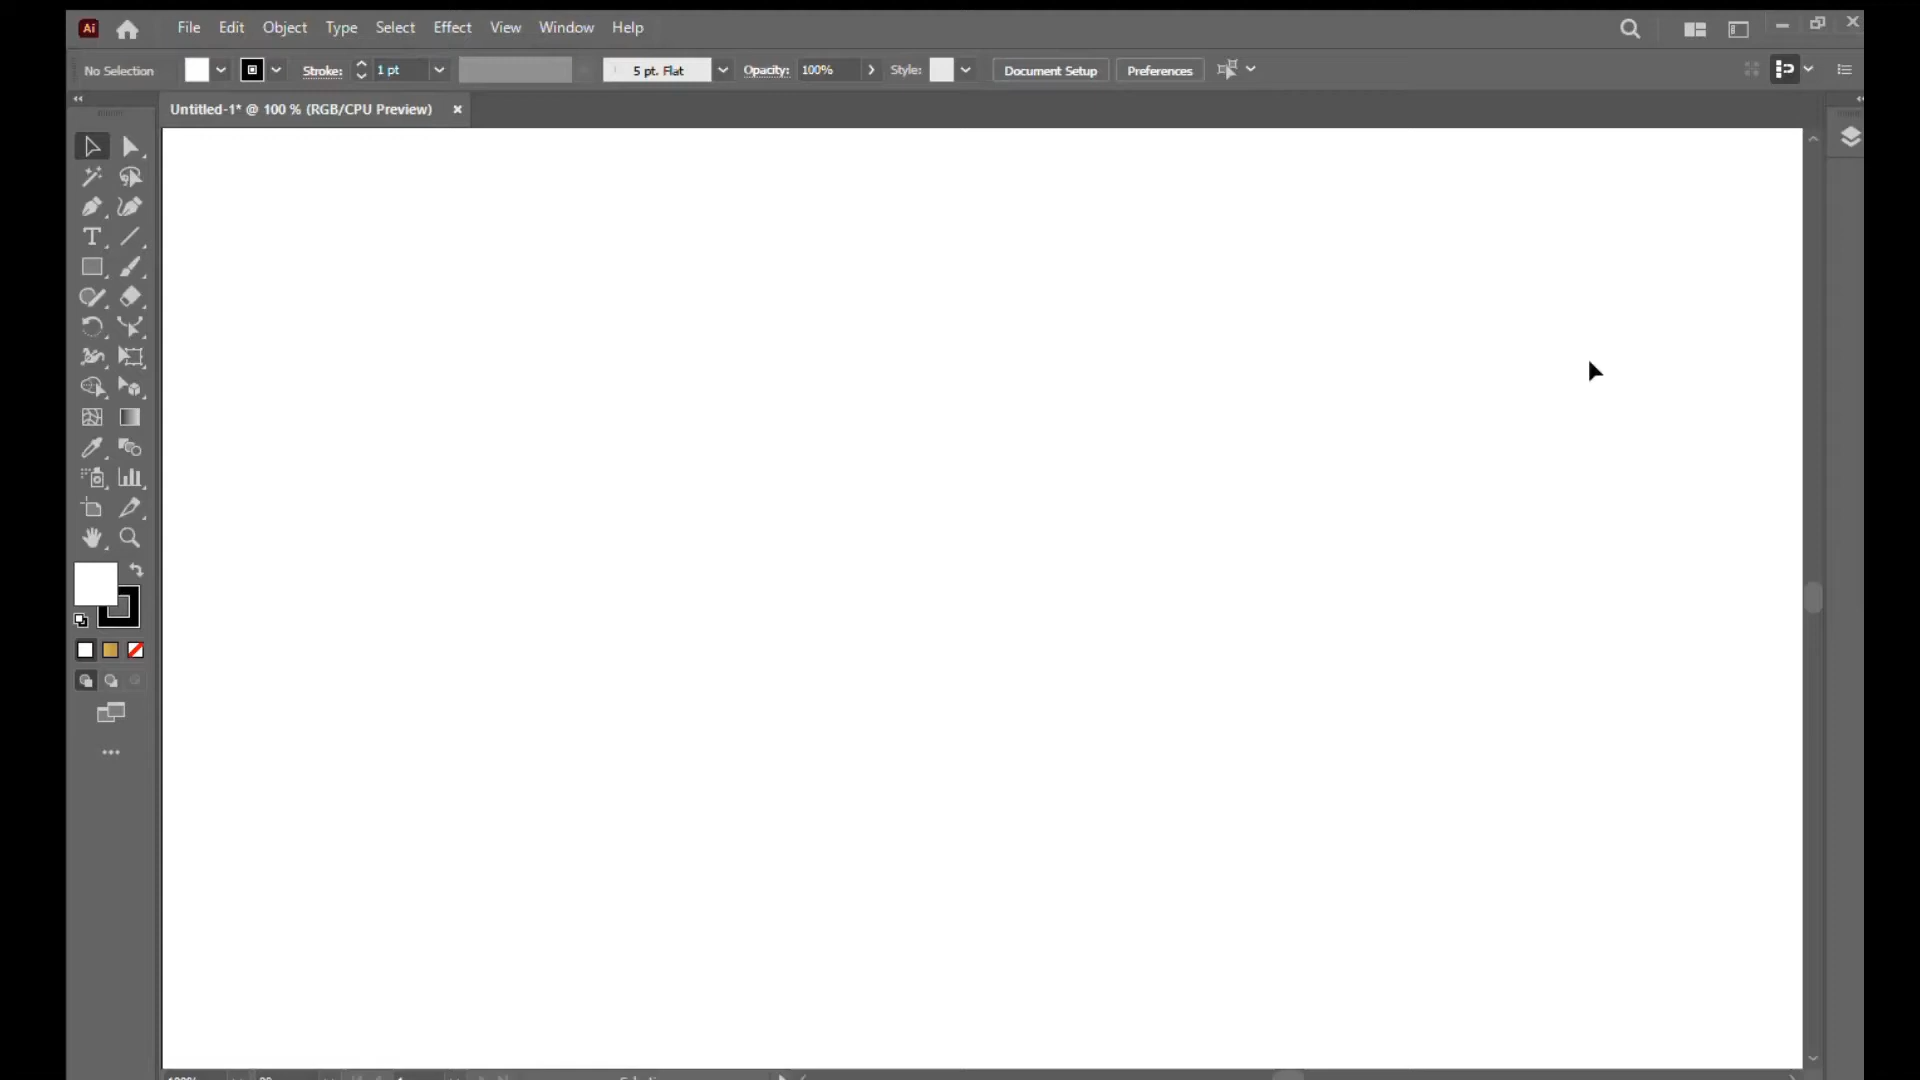 Ai File Edit Object Type Select Effect View Window Help
No Selection Stroke: 1 pt 5 pt. Flat Opacity: 100% Style: Document Setup Preferences
Untitled-1* @ 100 % (RGB/CPU Preview)